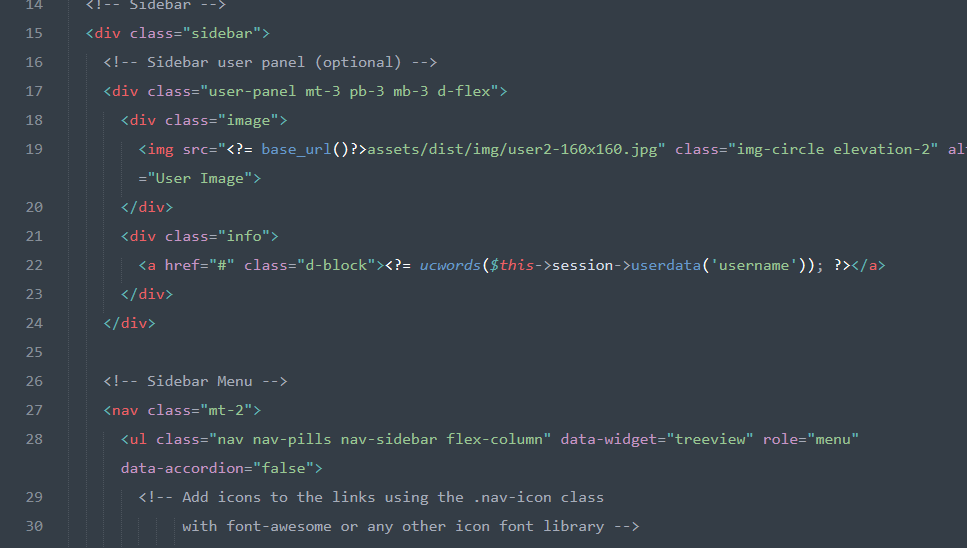 14 <!-- Sidebar -->
15 <div class="sidebar">
16 <!-- Sidebar user panel (optional) -->
17 <div class="user-panel mt-3 pb-3 mb-3 d-flex">
18 <div class="image">
19 <img src="<?= base_url()?>assets/dist/img/user2-160x160.jpg" class="img-circle elevation-2" al
="User Image">
20 </div>
21 <div class="info">
22 <a href="#" class="d-block"><?= ucwords($this->session->userdata('username')); ?></a>
23 </div>
24 </div>
25
26 <!-- Sidebar Menu -->
27 <nav class="mt-2">
28 <ul class="nav nav-pills nav-sidebar flex-column" data-widget="treeview" role="menu"
data-accordion="false">
29 <!-- Add icons to the links using the .nav-icon class
30 with font-awesome or any other icon font library -->